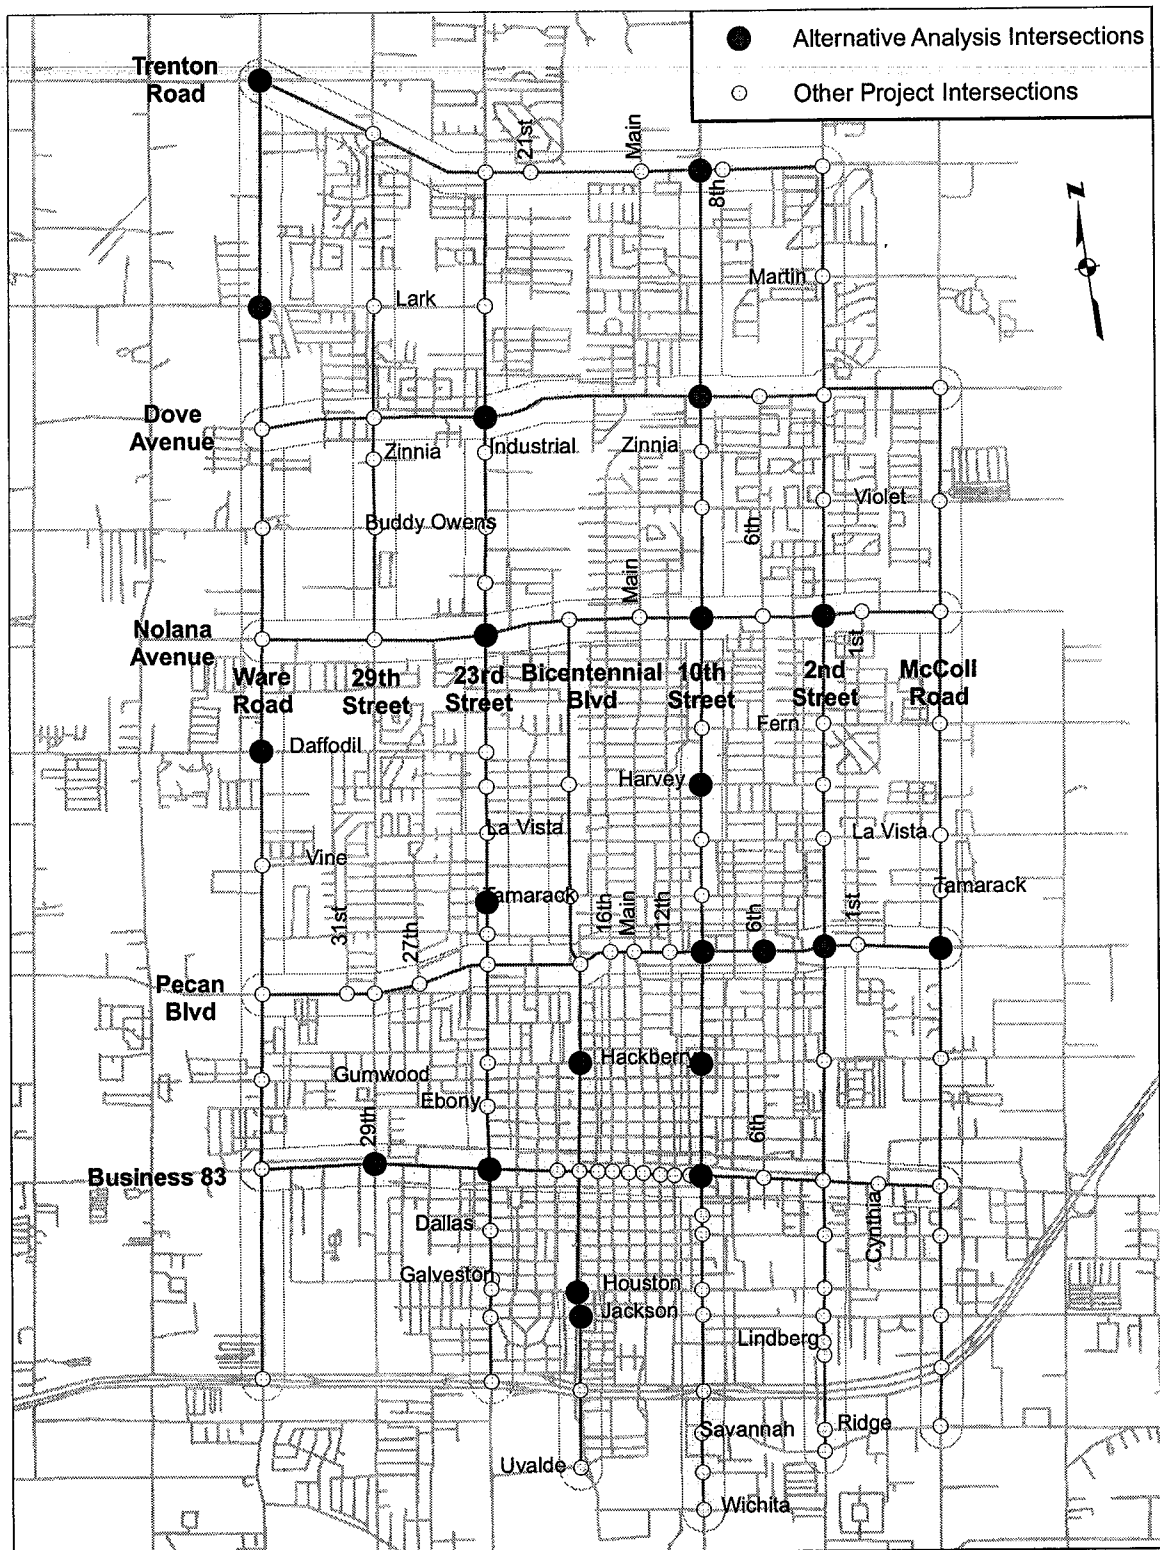 Alternative Analysis Intersections
Other Project Intersections
Trenton
Road
21st
Main
8th
Z
Martin
Lark
Dove
Avenue
Zinnia
Industrial
Zinnia
Violet
Buddy Owens
6th
Main
Nolana
Avenue
1st
Ware
Road
29th
Street
23rd
Street
Bicentennial
Blvd
10th
Street
2nd
Street
McColl
Road
Fern
Daffodil
Harvey
La Vista
La Vista
Vine
Tamarack
Tamarack
31st
27th
16th
Main
12th
6th
1st
Pecan
Blvd
Hackberry
Gumwood
Ebony
29th
6th
Business 83
Dallas
Cynthia
Galveston
Houston
Jackson
Lindberg
Savannah
Ridge
Uvalde
Wichita